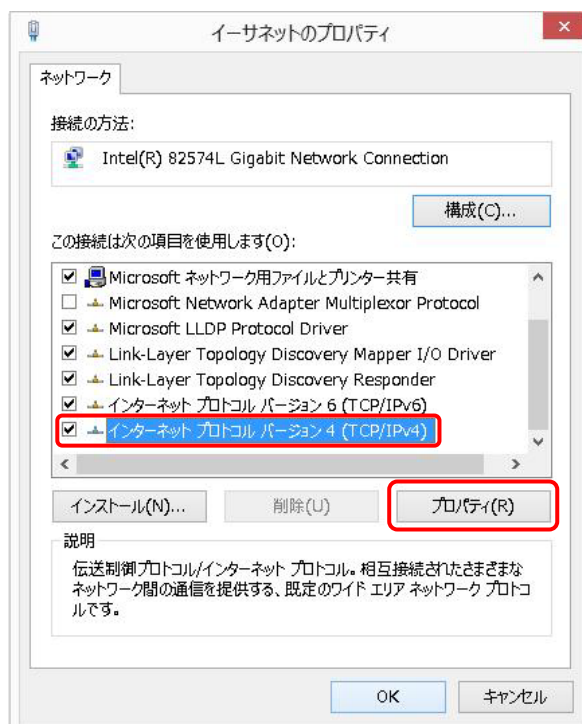 イーサネットのプロパティ
ネットワーク
接続の方法:
Intel(R) 82574L Gigabit Network Connection
構成(C)...
この接続は次の項目を使用します(O):
Microsoft ネットワーク用ファイルとプリンター共有
Microsoft Network Adapter Multiplexor Protocol
Microsoft LLDP Protocol Driver
Link-Layer Topology Discovery Mapper I/O Driver
Link-Layer Topology Discovery Responder
インターネット プロトコル バージョン 6 (TCP/IPv6)
インターネット プロトコル バージョン 4 (TCP/IPv4)
インストール(N)...
削除(U)
プロパティ(R)
説明
伝送制御プロトコル/インターネット プロトコル。相互接続されたさまざまな
ネットワーク間の通信を提供する、既定のワイド エリア ネットワーク プロトコ
ルです。
OK
キャンセル